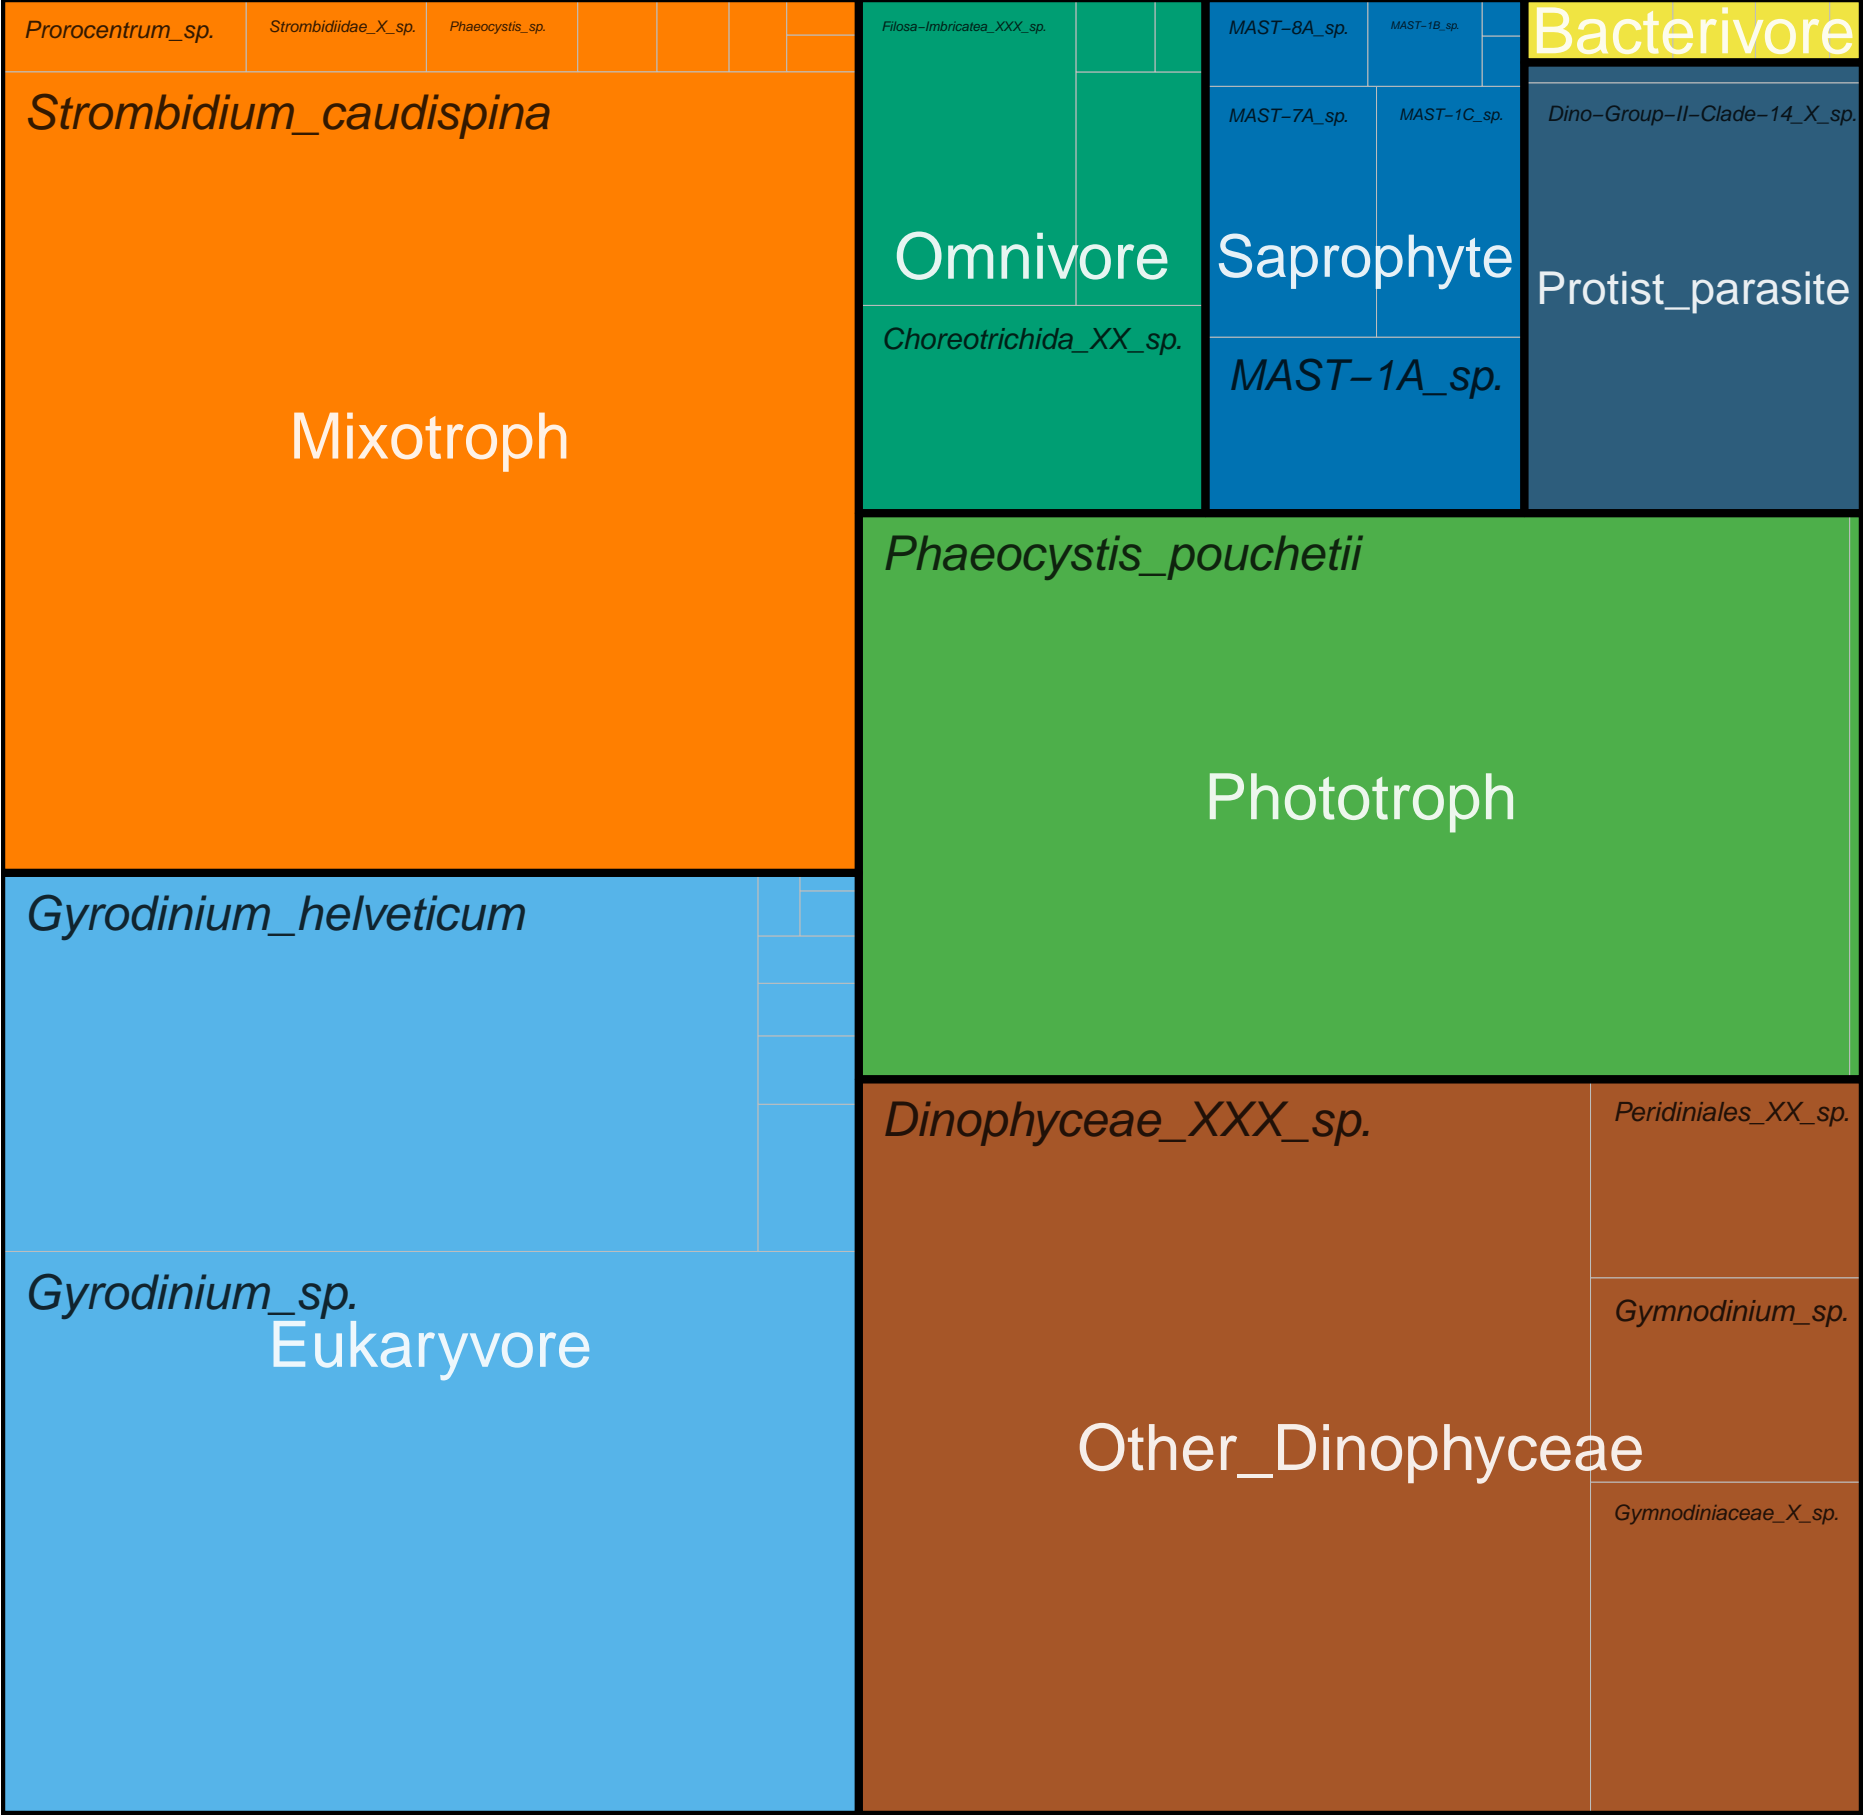 Prorocentrum_sp.
Strombidiidae_X_sp.
Phaeocystis_sp.
Strombidium_caudispina
Mixotroph
Gyrodinium_helveticum
Gyrodinium_sp.
Eukaryvore
Filosa−Imbricatea_XXX_sp.
Omnivore
Choreotrichida_XX_sp.
MAST−8A_sp.
MAST−1B_sp.
MAST−7A_sp.
MAST−1C_sp.
Saprophyte
MAST−1A_sp.
Bacterivore
Dino−Group−II−Clade−14_X_sp.
Protist_parasite
Phaeocystis_pouchetii
Phototroph
Dinophyceae_XXX_sp.
Peridiniales_XX_sp.
Gymnodinium_sp.
Other_Dinophyceae
Gymnodiniaceae_X_sp.